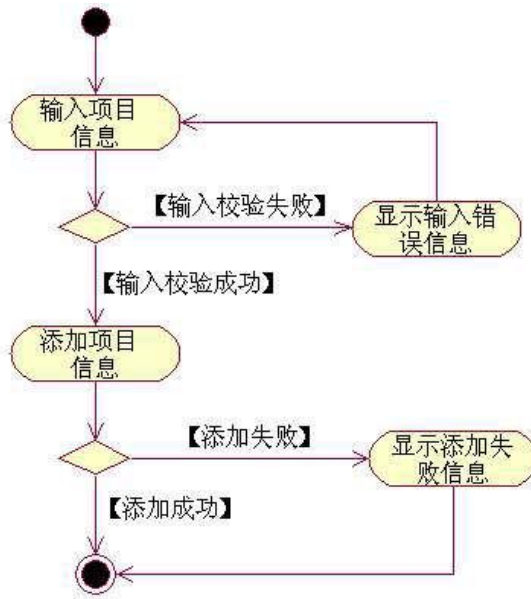 输入项目
信息
【输入校验失败】
显示输入错
误信息
【输入校验成功】
添加项目
信息
【添加失败】
显示添加失
败信息
【添加成功】